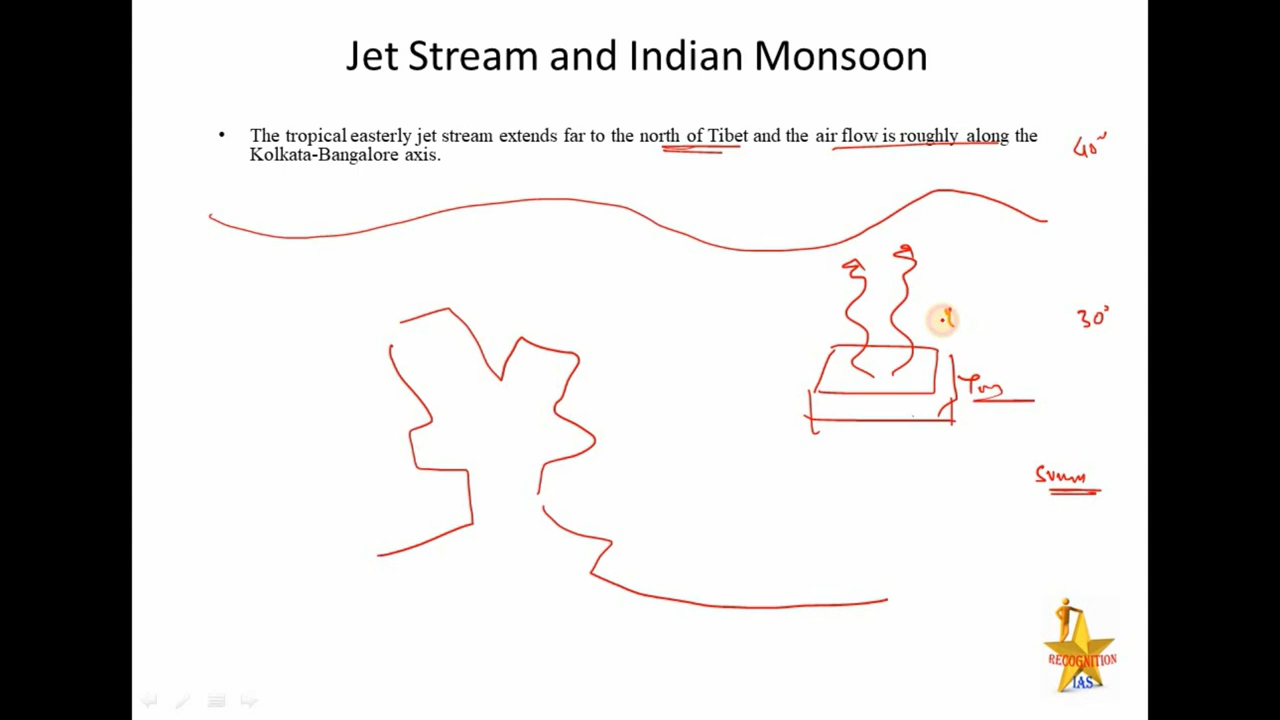 Jet Stream and Indian Monsoon
• The tropical easterly jet stream extends far to the north of Tibet and the air flow is roughly along the
Kolkata-Bangalore axis.
40°
30°
RECOGNITION
IAS